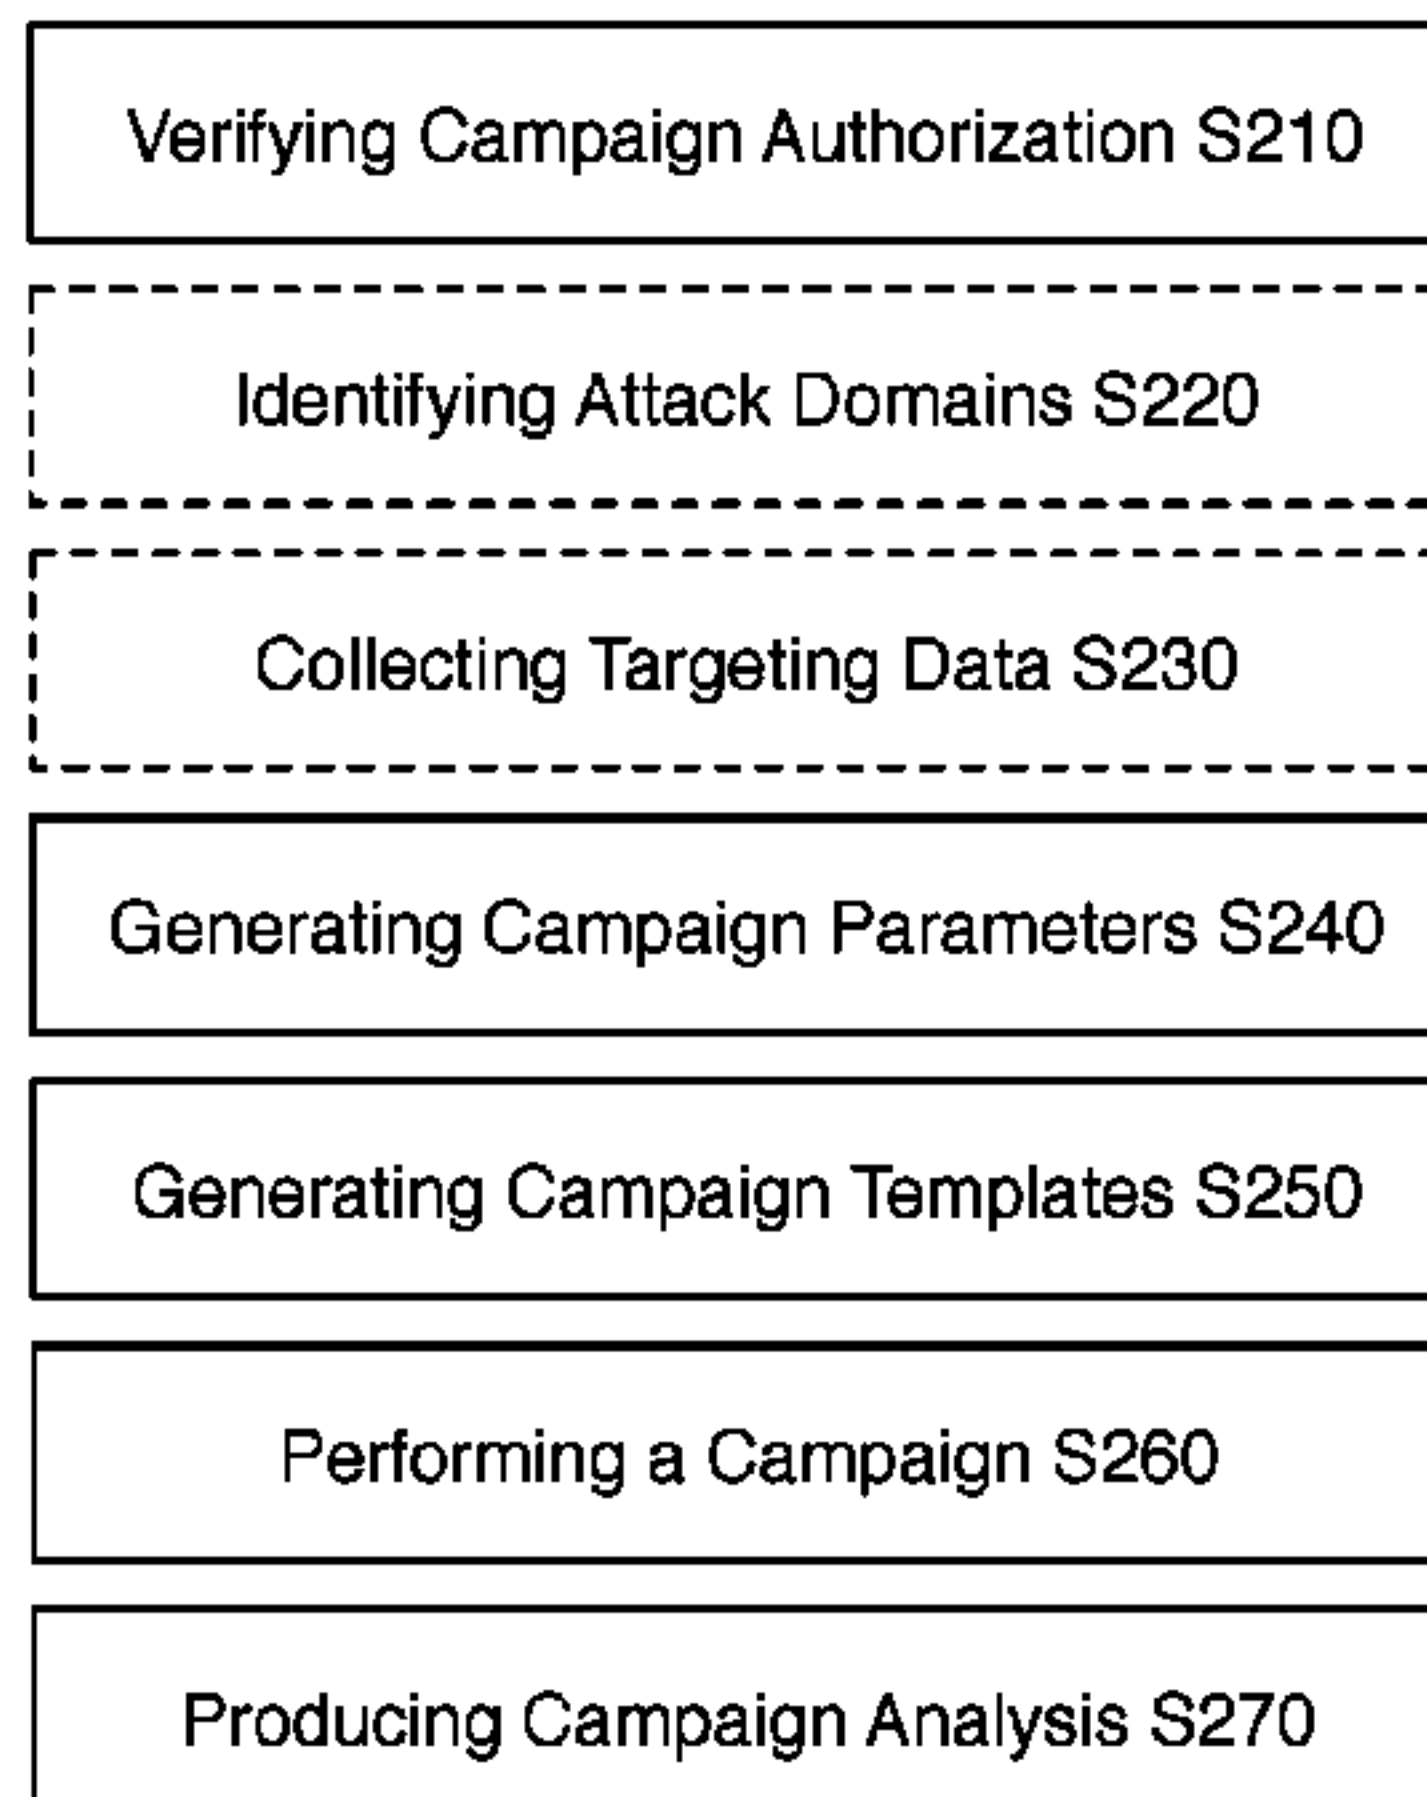 Verifying Campaign Authorization S210
Identifying Attack Domains S220
Collecting Targeting Data S230
Generating Campaign Parameters S240
Generating Campaign Templates S250
Performing a Campaign S260
Producing Campaign Analysis S270